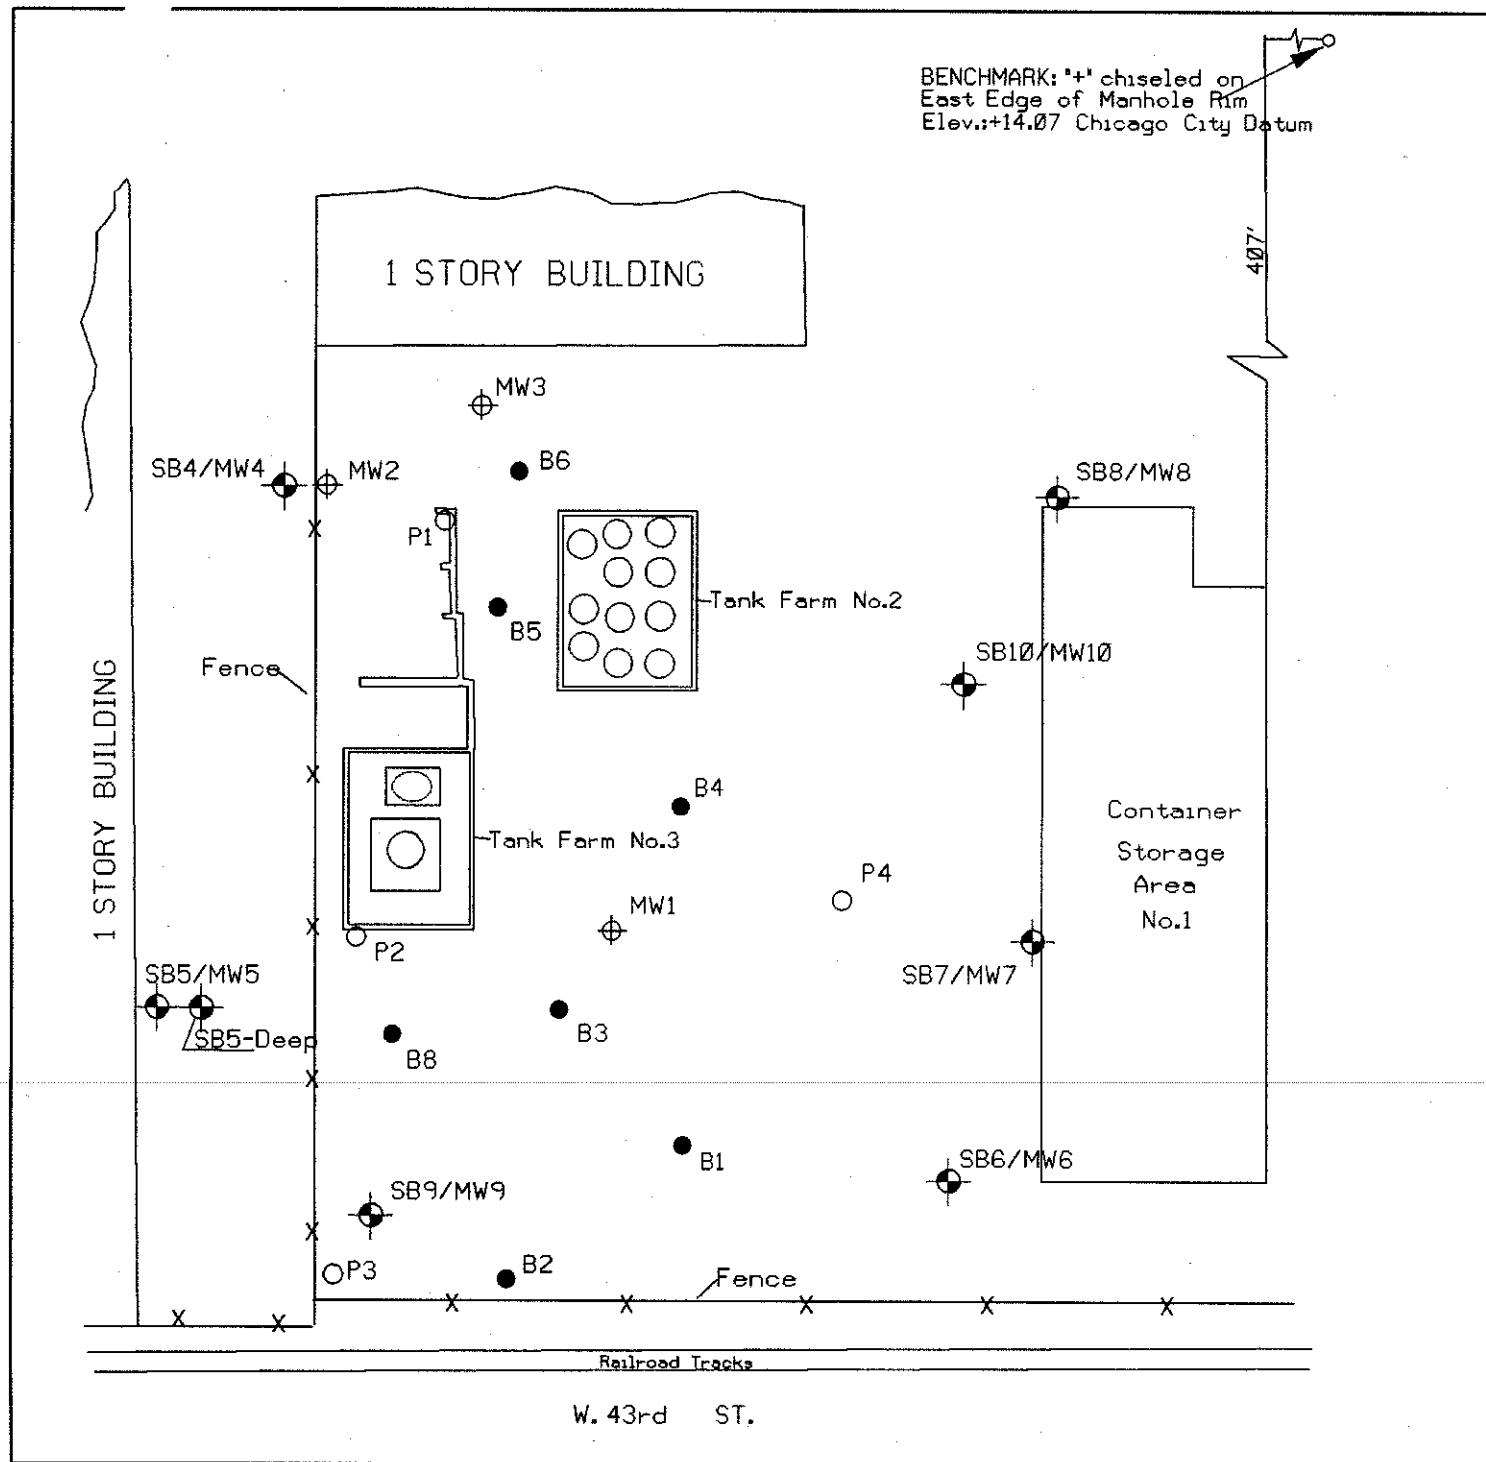 BENCHMARK: "+" chiseled on
East Edge of Manhole Rim
Elev.:+14.07 Chicago City Datum
407'
1 STORY BUILDING
MW3
B6
SB4/MW4
MW2
SB8/MW8
P1
Tank Farm No.2
B5
SB10/MW10
Fence
1 STORY BUILDING
B4
Container
Storage
Area
No.1
Tank Farm No.3
P4
MW1
P2
SB7/MW7
SB5/MW5
SB5-Deep
B3
B8
B1
SB6/MW6
SB9/MW9
P3
B2
Fence
Railroad Tracks
W. 43rd ST.